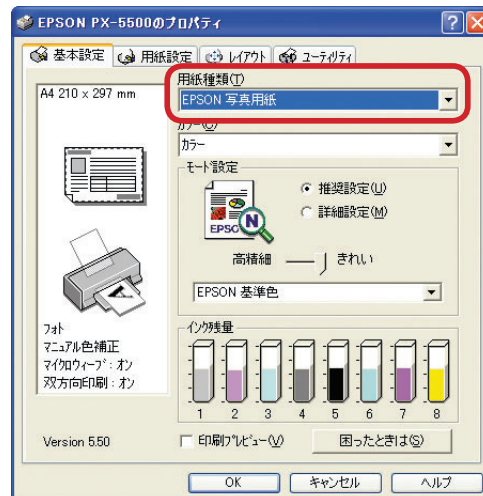 EPSON PX-5500のプロパティ
基本設定 用紙設定 レイアウト ユーティリティ
A4 210 x 297 mm
用紙種類(T)
EPSON 写真用紙
カラー(C)
カラー
モード設定
推奨設定(U)
詳細設定(M)
EPSON
N
高精細 きれい
EPSON 基準色
フォト
マニュアル色補正
マイクロウィーブ : オン
双方向印刷 : オン
インク残量
1 2 3 4 5 6 7 8
Version 5.50
印刷プレビュー(V)
困ったときは(S)
OK キャンセル ヘルプ